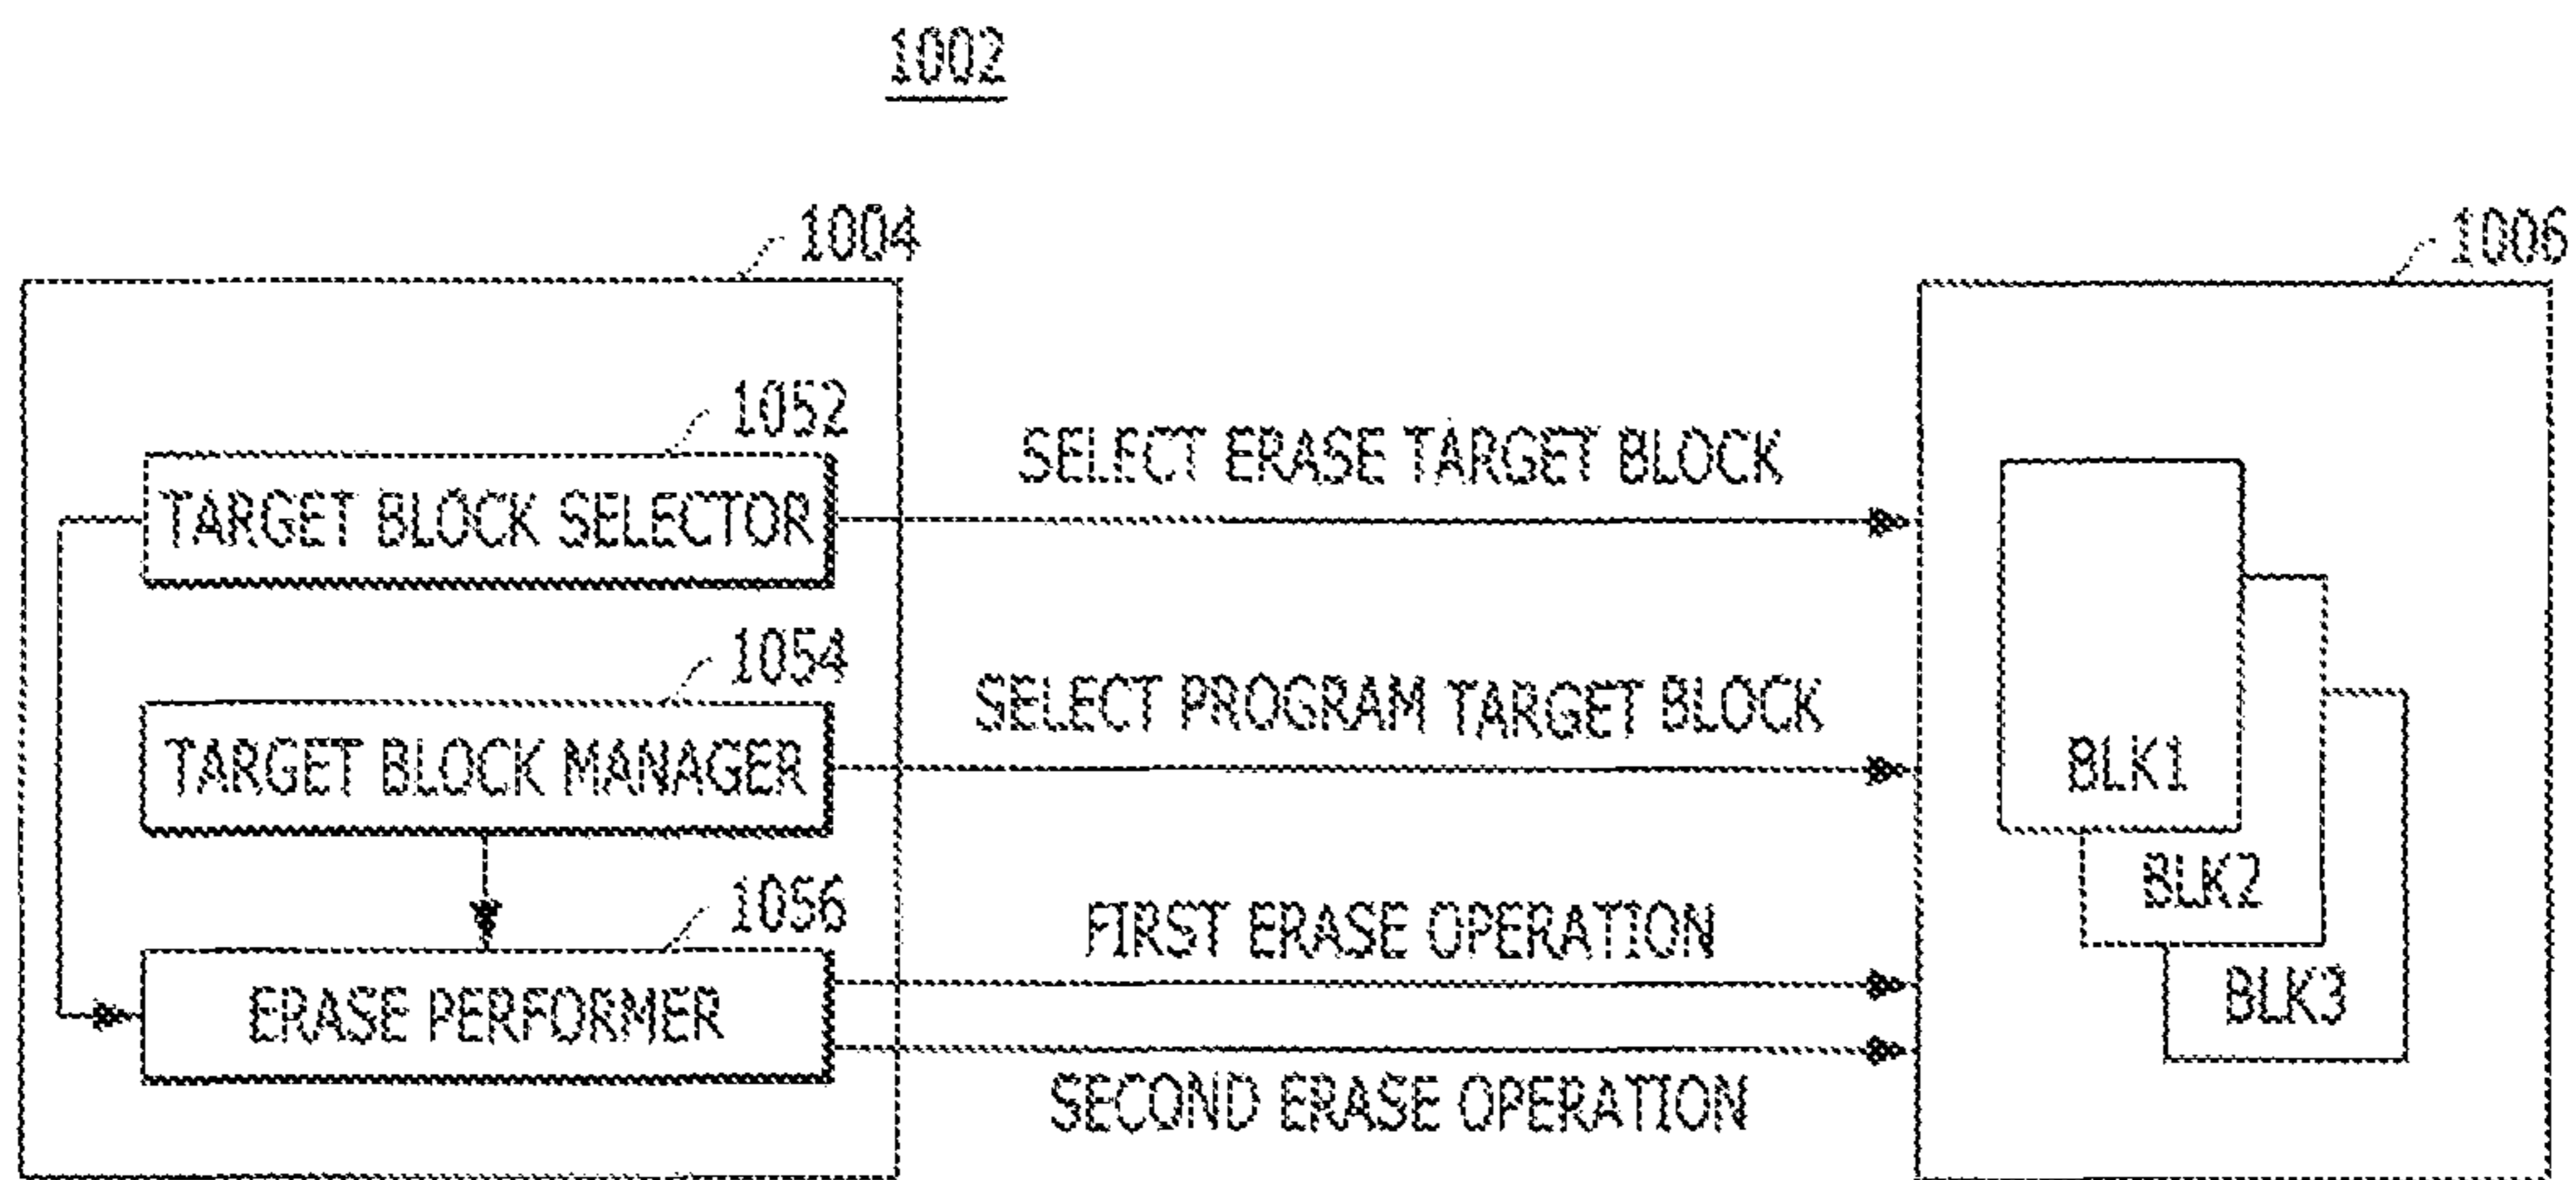 1002
1004
1006
1052
TARGET BLOCK SELECTOR
SELECT ERASE TARGET BLOCK
1054
TARGET BLOCK MANAGER
SELECT PROGRAM TARGET BLOCK
BLK1
BLK2
BLK3
1056
ERASE PERFORMER
FIRST ERASE OPERATION
SECOND ERASE OPERATION